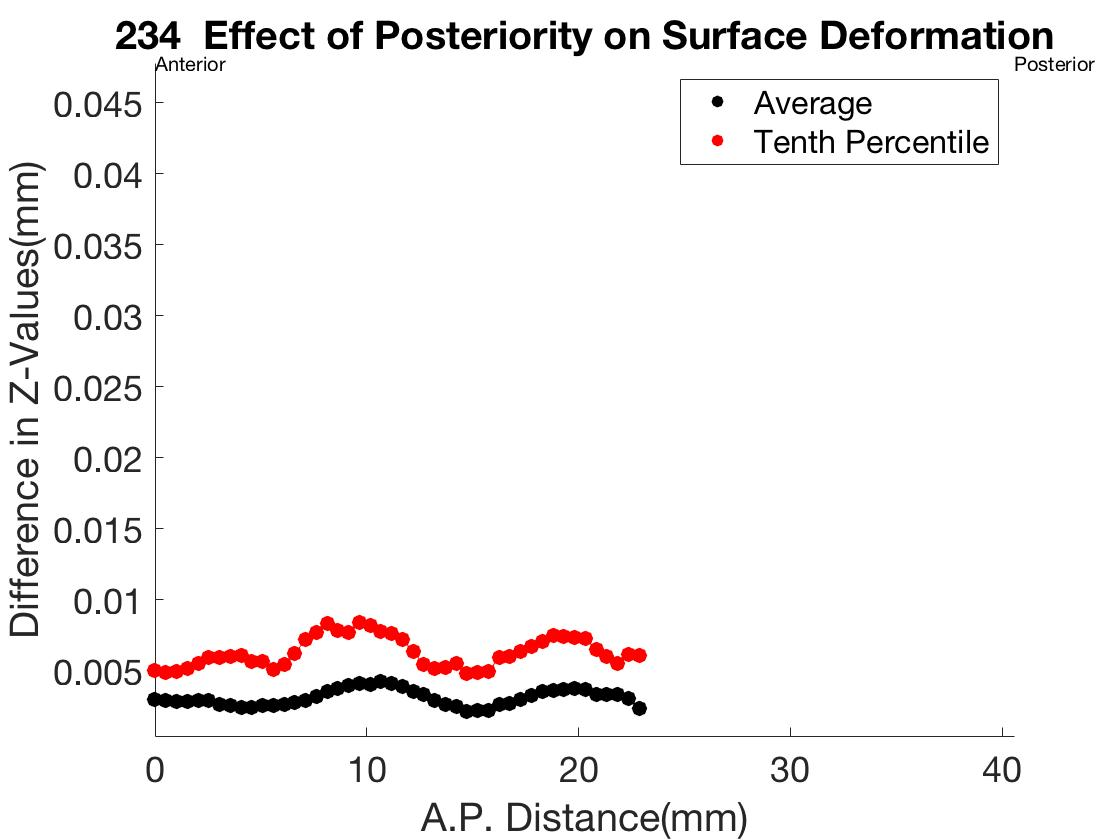 234  Effect of Posteriority on Surface Deformation
Anterior
Posterior
Average
Tenth Percentile
0.045
0.04
0.035
0.03
0.025
0.02
0.015
0.01
0.005
Difference in Z-Values(mm)
0
10
20
30
40
A.P. Distance(mm)